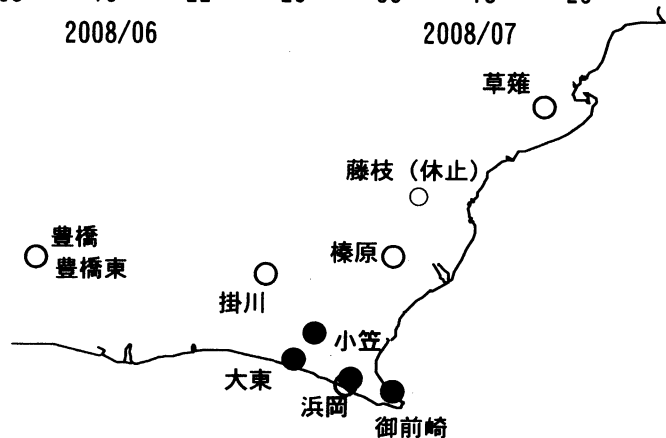 2008/06 2008/07
草薙
藤枝（休止）
豊橋
豊橋東
榛原
掛川
小笠
大東
浜岡
御前崎